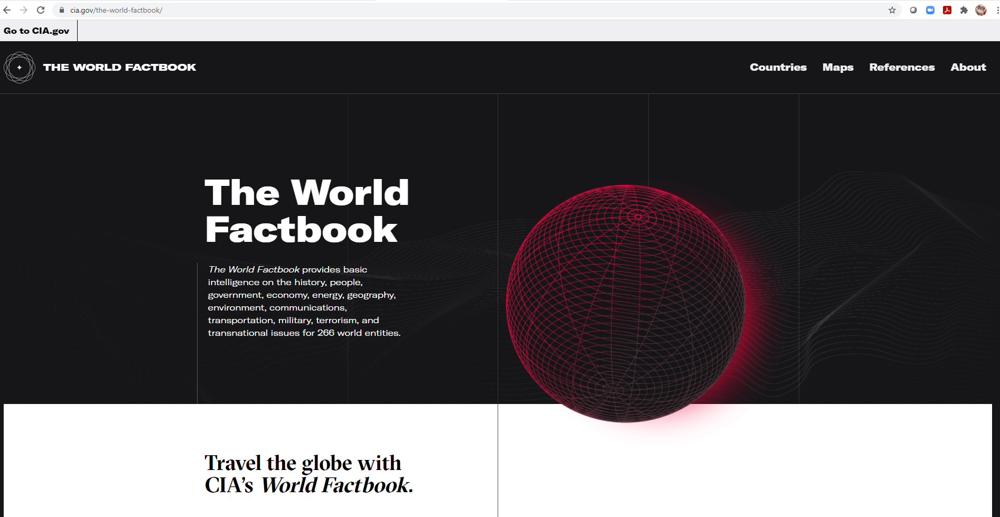 cia.gov/the-world-factbook/
Go to CIA.gov
THE WORLD FACTBOOK
Countries Maps References About
The World
Factbook
The World Factbook provides basic
intelligence on the history, people,
government, economy, energy, geography,
environment, communications,
transportation, military, terrorism, and
transnational issues for 266 world entities.
Travel the globe with
CIA’s World Factbook.